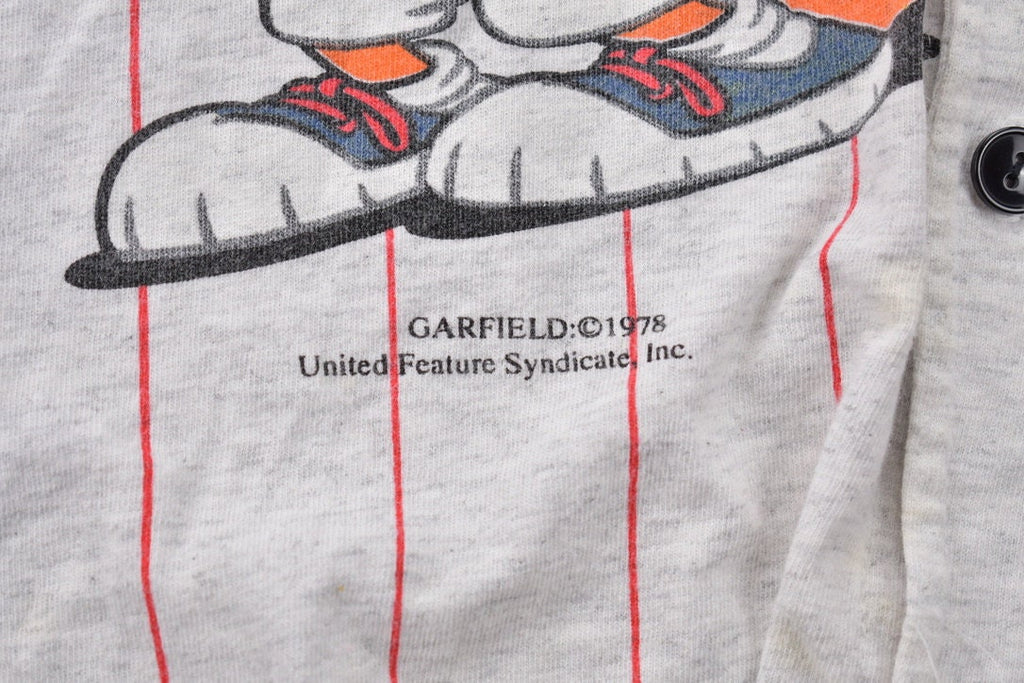 GARFIELD:©1978
United Feature Syndicate, Inc.